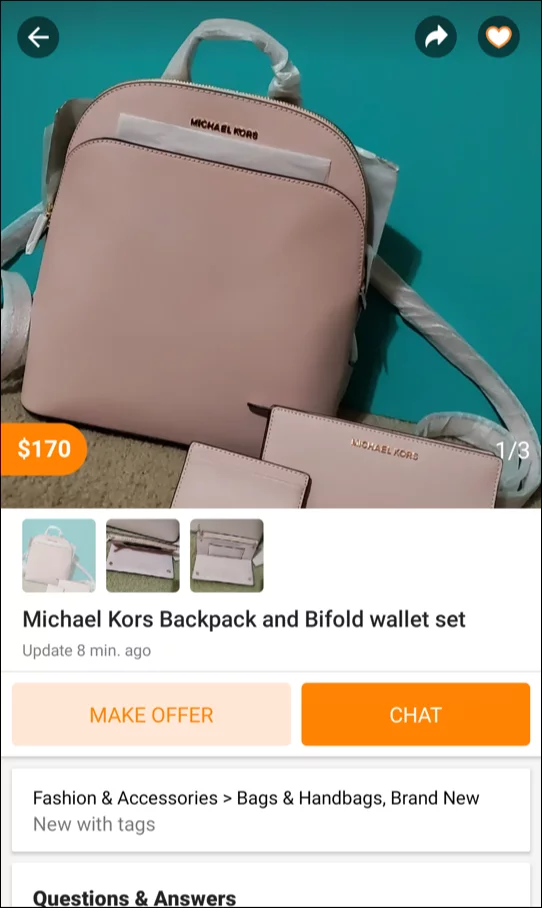 MICHAEL KORS
MICHAEL KORS
$170
1/3
Michael Kors Backpack and Bifold wallet set
Update 8 min. ago
MAKE OFFER
CHAT
Fashion & Accessories > Bags & Handbags, Brand New
New with tags
Questions & Answers